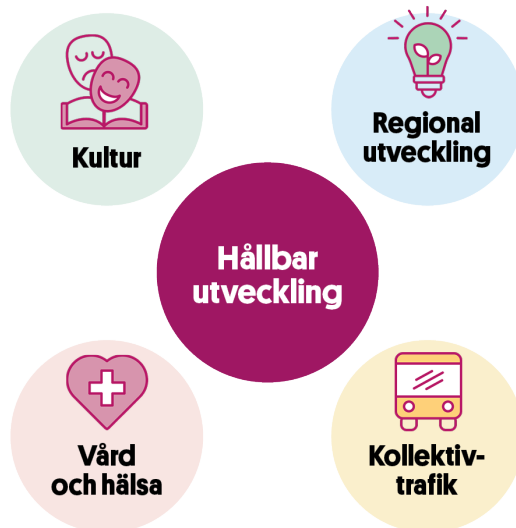 Kultur
Regional
utveckling
Hållbar
utveckling
Vård
och hälsa
Kollektiv-
trafik